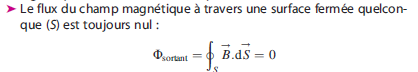 ➤ Le flux du champ magnétique à travers une surface fermée quelcon-
que (S) est toujours nul :
Φsortant = ∮S B⃗.dS⃗ = 0